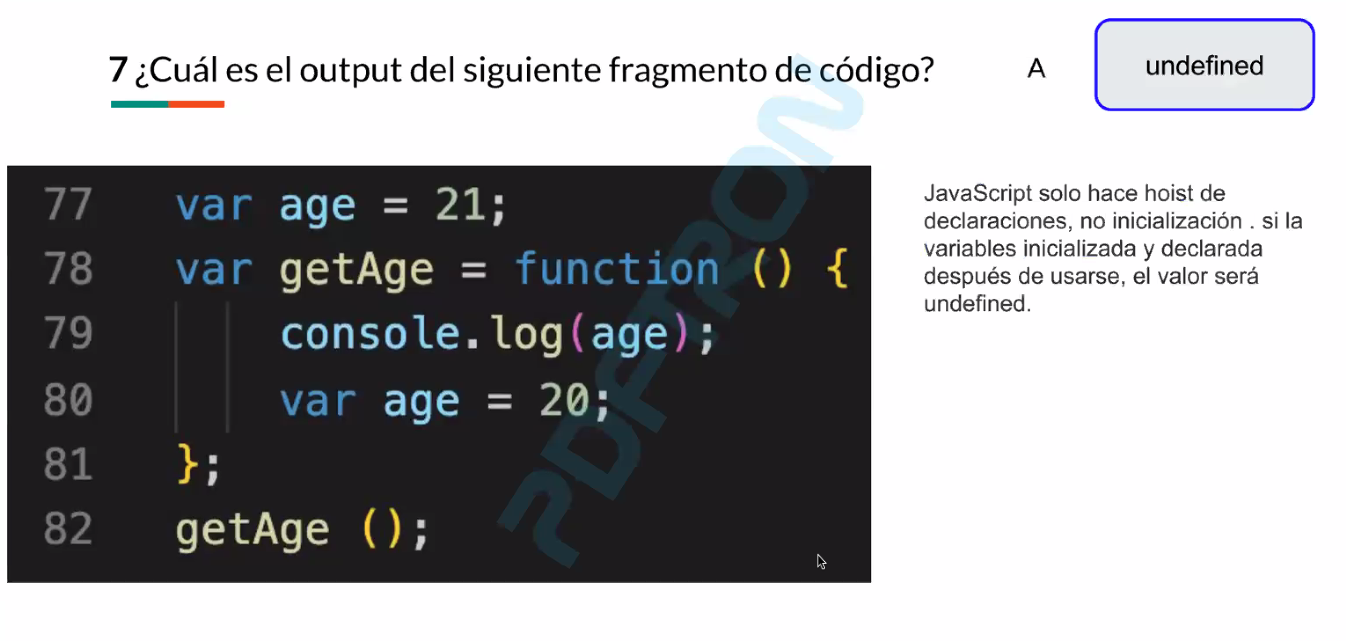 7 ¿Cuál es el output del siguiente fragmento de código?
A
undefined
77 var age = 21;
78 var getAge = function () {
79 console.log(age);
80 var age = 20;
81 };
82 getAge ();
JavaScript solo hace hoist de
declaraciones, no inicialización . si la
variables inicializada y declarada
después de usarse, el valor será
undefined.
PDFTRON